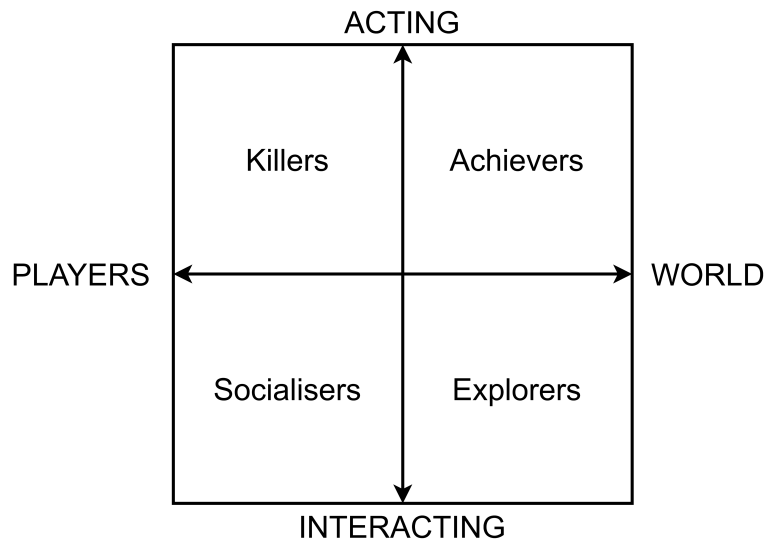 ACTING
Killers
Achievers
PLAYERS
WORLD
Socialisers
Explorers
INTERACTING